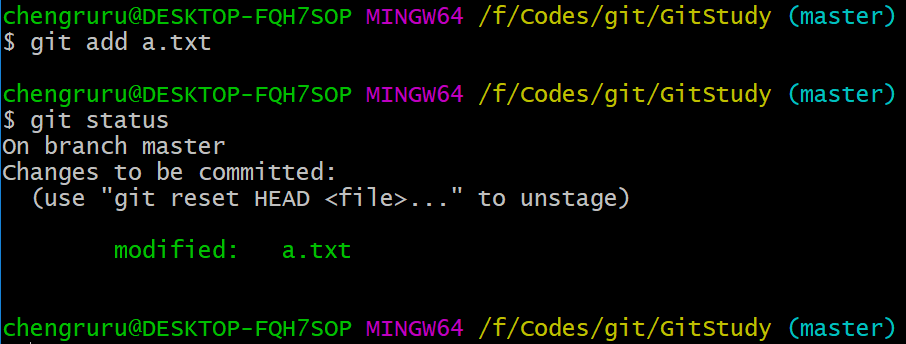 chengruru@DESKTOP-FQH7SOP MINGW64 /f/Codes/git/GitStudy (master)
$ git add a.txt
chengruru@DESKTOP-FQH7SOP MINGW64 /f/Codes/git/GitStudy (master)
$ git status
On branch master
Changes to be committed:
  (use "git reset HEAD <file>..." to unstage)
        modified:   a.txt
chengruru@DESKTOP-FQH7SOP MINGW64 /f/Codes/git/GitStudy (master)